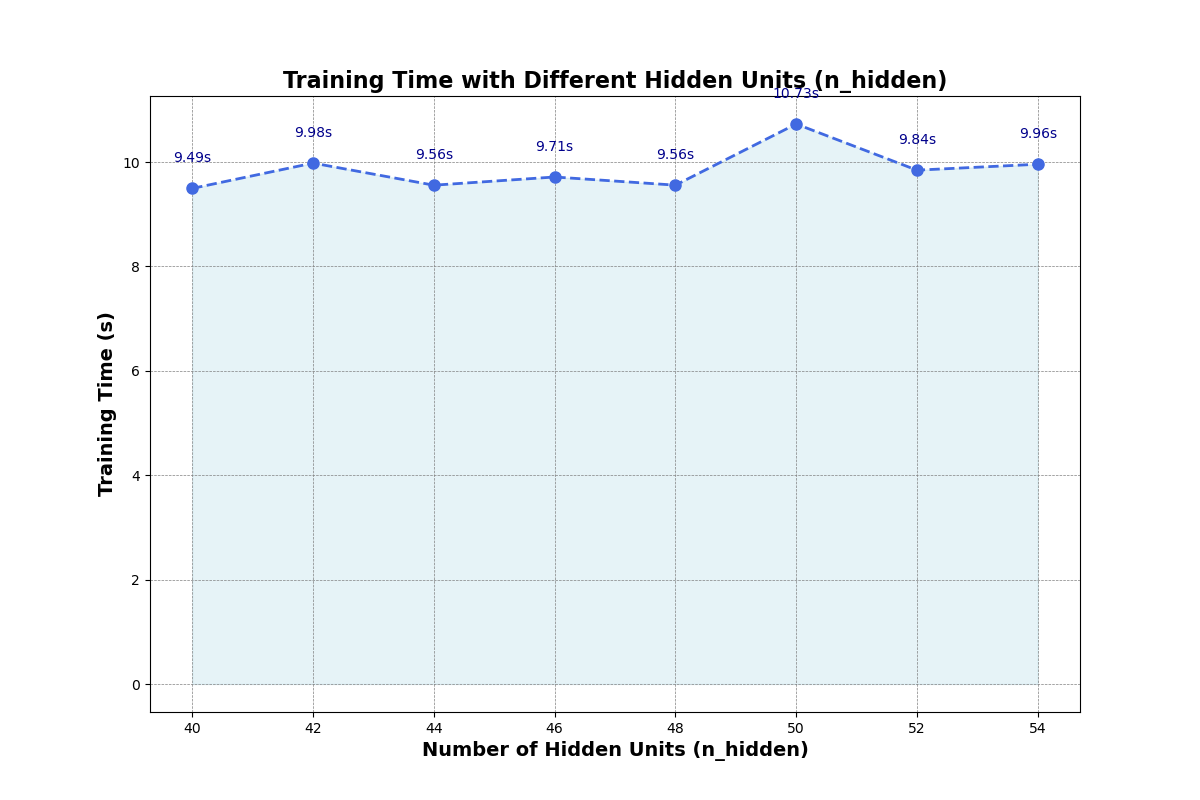 Training Time with Different Hidden Units (n_hidden)
10.73s
9.98s
9.96s
9.84s
9.71s
9.49s
9.56s
9.56s
10
8
6
4
2
0
Training Time (s)
40 42 44 46 48 50 52 54
Number of Hidden Units (n_hidden)